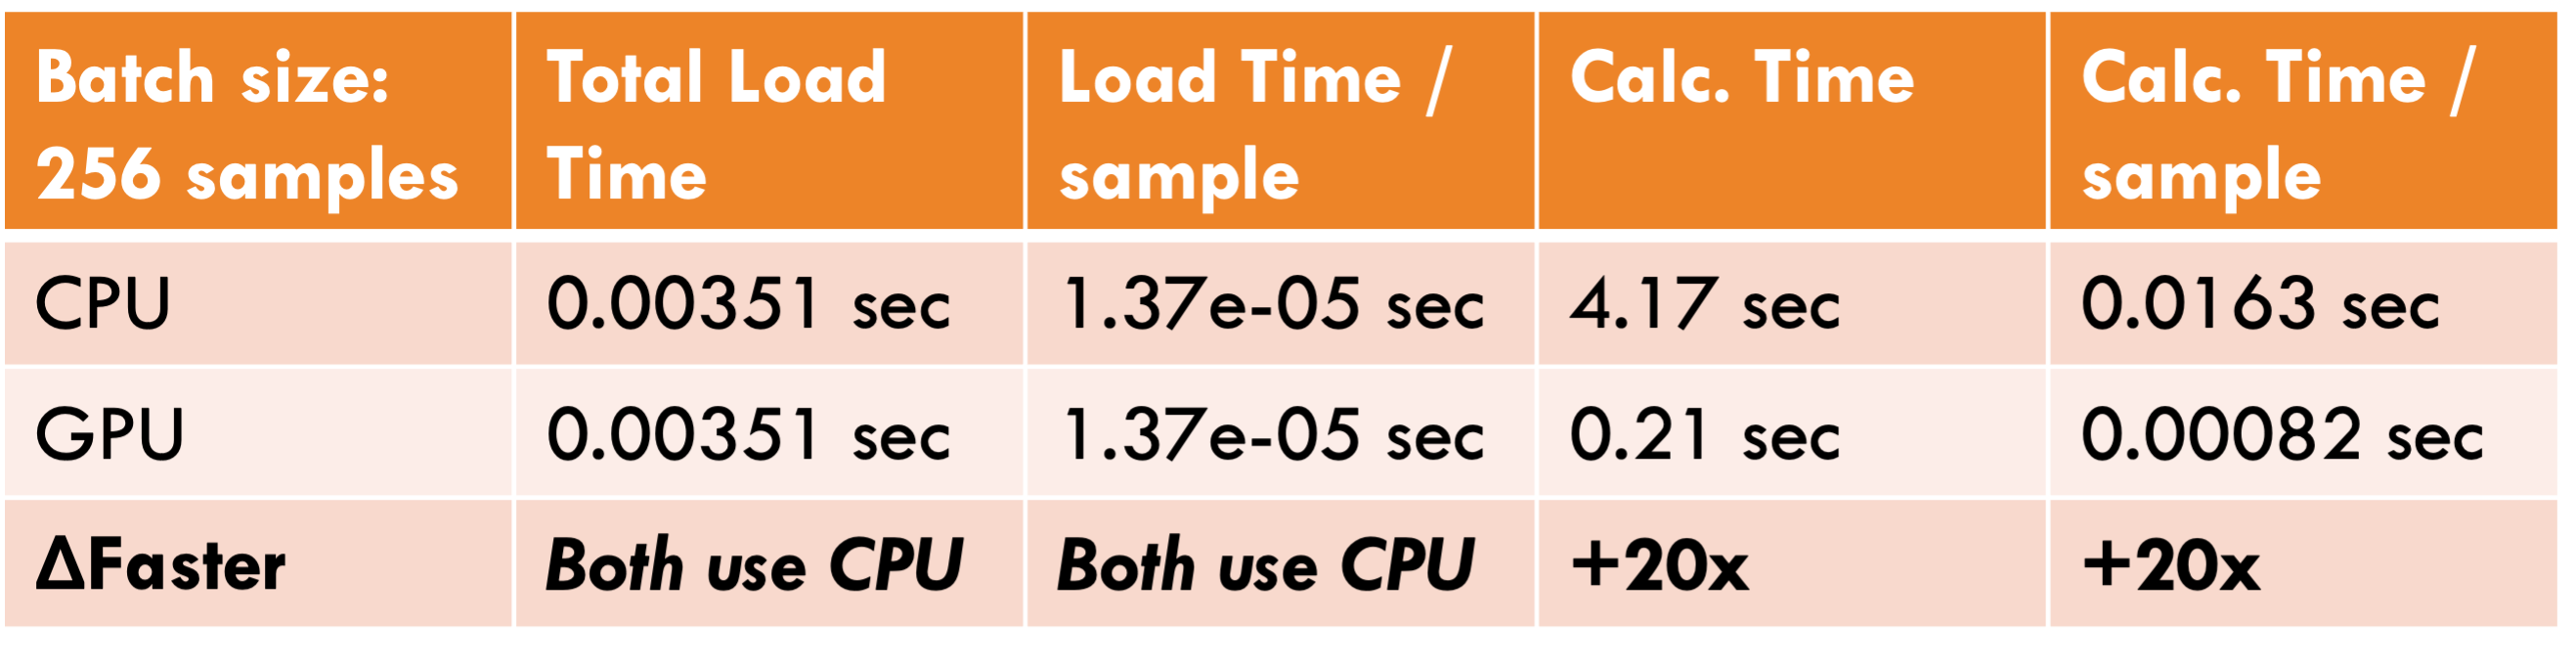 Batch size:
256 samples
Total Load
Time
Load Time /
sample
Calc. Time
Calc. Time /
sample
CPU
0.00351 sec
1.37e-05 sec
4.17 sec
0.0163 sec
GPU
0.00351 sec
1.37e-05 sec
0.21 sec
0.00082 sec
ΔFaster
Both use CPU
Both use CPU
+20x
+20x